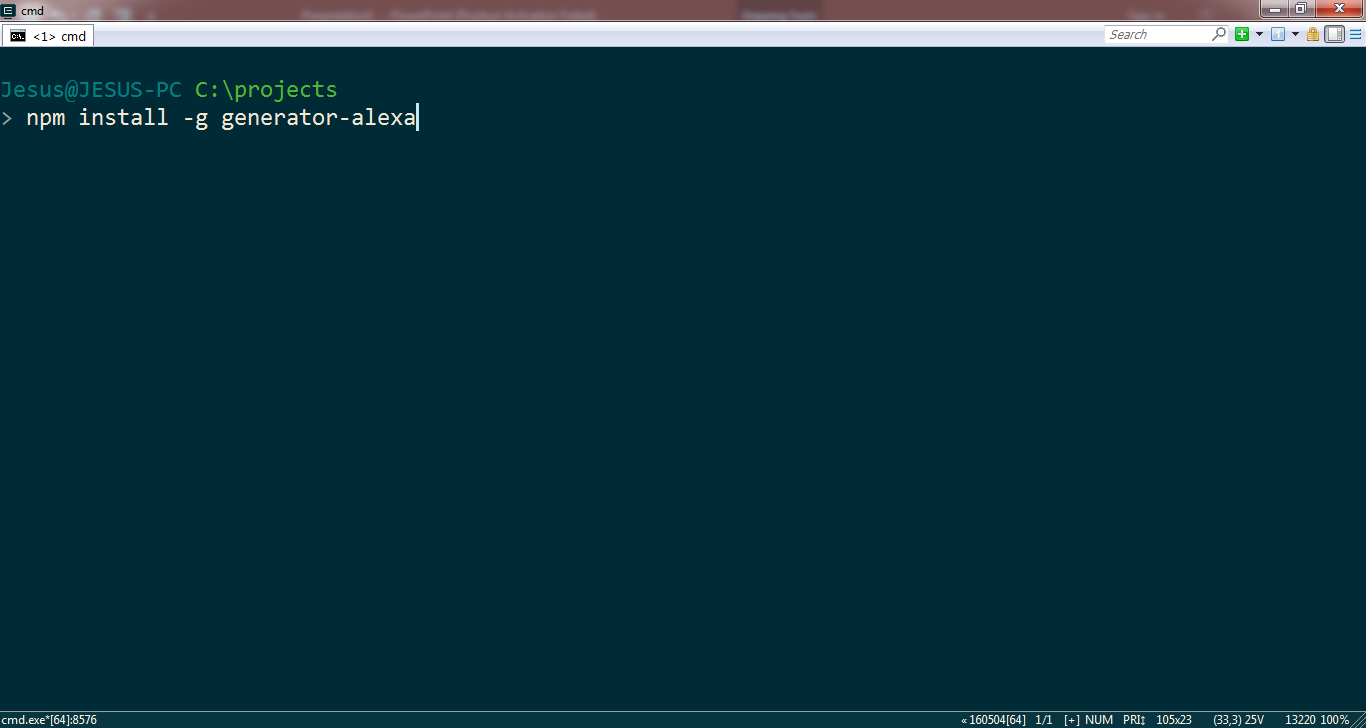 cmd
<1> cmd
Search
Jesus@JESUS-PC C:\projects
> npm install -g generator-alexa
cmd.exe*[64]:8576
« 160504[64] 1/1 [+] NUM PRI↕ 105x23 (33,3) 25V 13220 100%